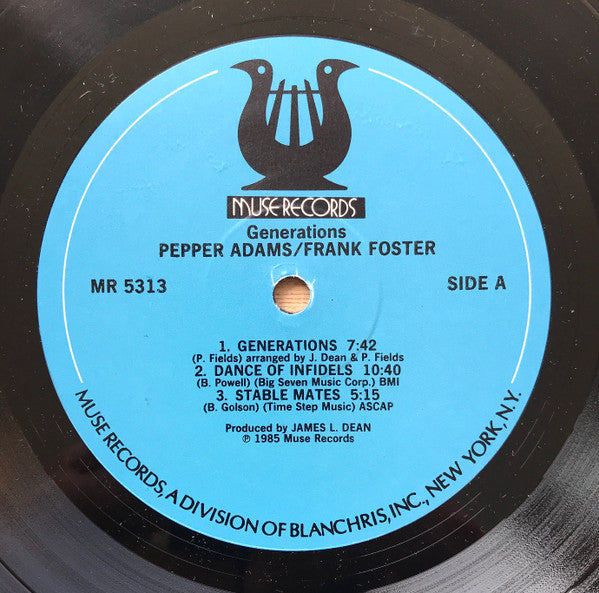 MUSE RECORDS
Generations
PEPPER ADAMS/FRANK FOSTER
MR 5313
SIDE A
1. GENERATIONS 7:42
(P. Fields) arranged by J. Dean & P. Fields
2. DANCE OF INFIDELS 10:40
(B. Powell) (Big Seven Music Corp.) BMI
3. STABLE MATES 5:15
(B. Golson) (Time Step Music) ASCAP
Produced by JAMES L. DEAN
℗ 1985 Muse Records
MUSE RECORDS, A DIVISION OF BLANCHRIS, INC., NEW YORK, N.Y.